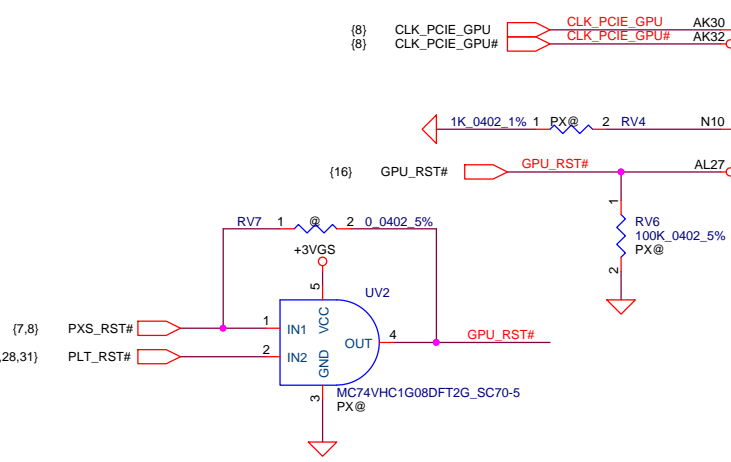 {8} CLK_PCIE_GPU CLK_PCIE_GPU AK30
{8} CLK_PCIE_GPU# CLK_PCIE_GPU# AK32
1K_0402_1% 1 PX@ 2 RV4 N10
{16} GPU_RST# GPU_RST# AL27
1
RV6
100K_0402_5%
PX@
2
RV7 1 @ 2 0_0402_5%
+3VGS
5
UV2
{7,8} PXS_RST# 1 IN1 VCC
OUT 4 GPU_RST#
,28,31} PLT_RST# 2 IN2 GND
3
MC74VHC1G08DFT2G_SC70-5
PX@